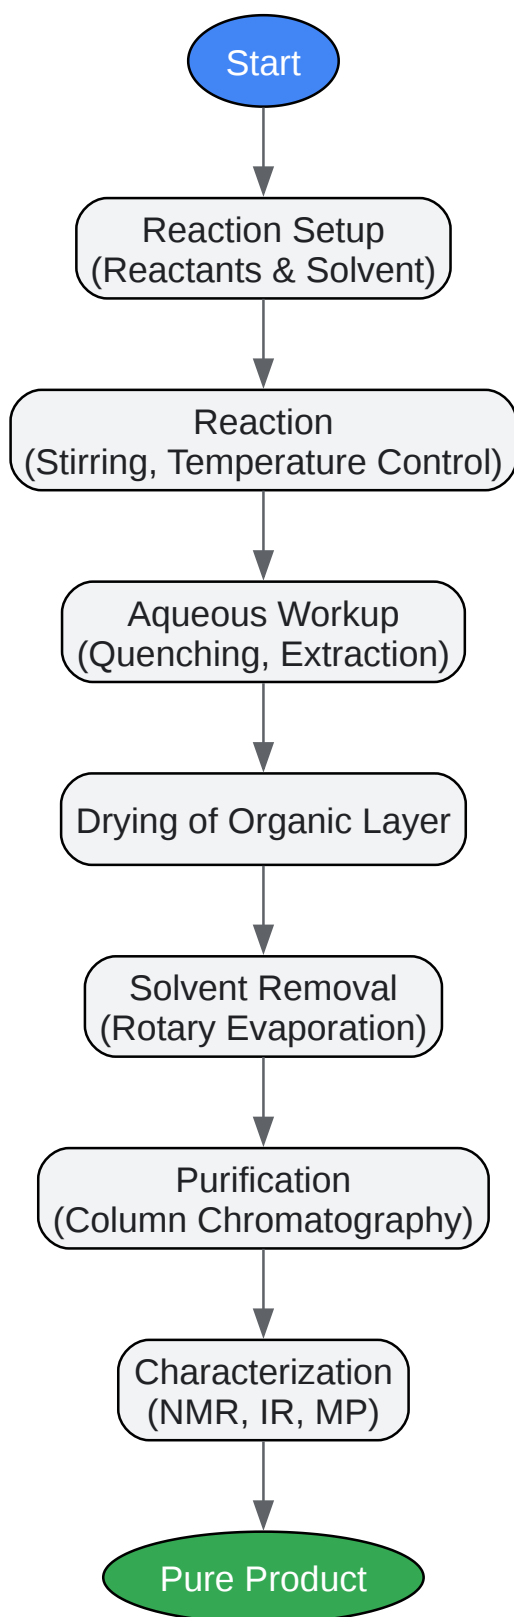 Start
Reaction Setup
(Reactants & Solvent)
Reaction
(Stirring, Temperature Control)
Aqueous Workup
(Quenching, Extraction)
Drying of Organic Layer
Solvent Removal
(Rotary Evaporation)
Purification
(Column Chromatography)
Characterization
(NMR, IR, MP)
Pure Product